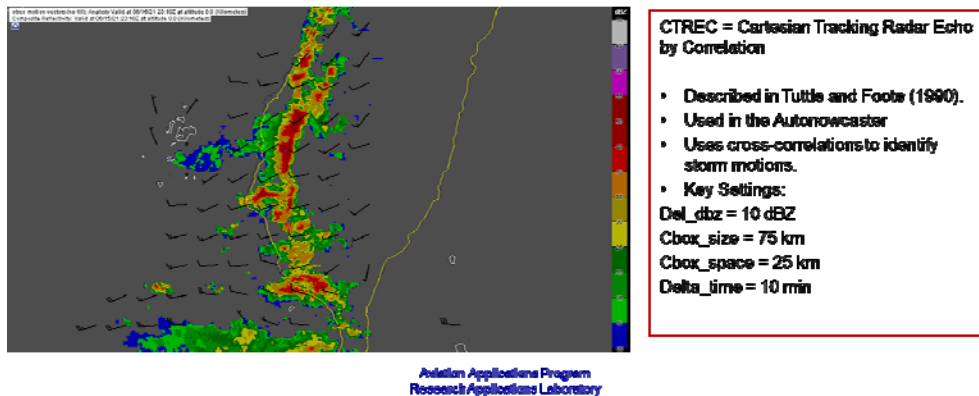 CTREC = Cartesian Tracking Radar Echo
by Correlation
• Described in Tuttle and Foote (1990).
• Used in the Autonowcaster
• Uses cross-correlations to identify
storm motions.
• Key Settings:
Del_dbz = 10 dBZ
Cbox_size = 75 km
Cbox_space = 25 km
Delta_time = 10 min
Aviation Applications Program
Research Applications Laboratory